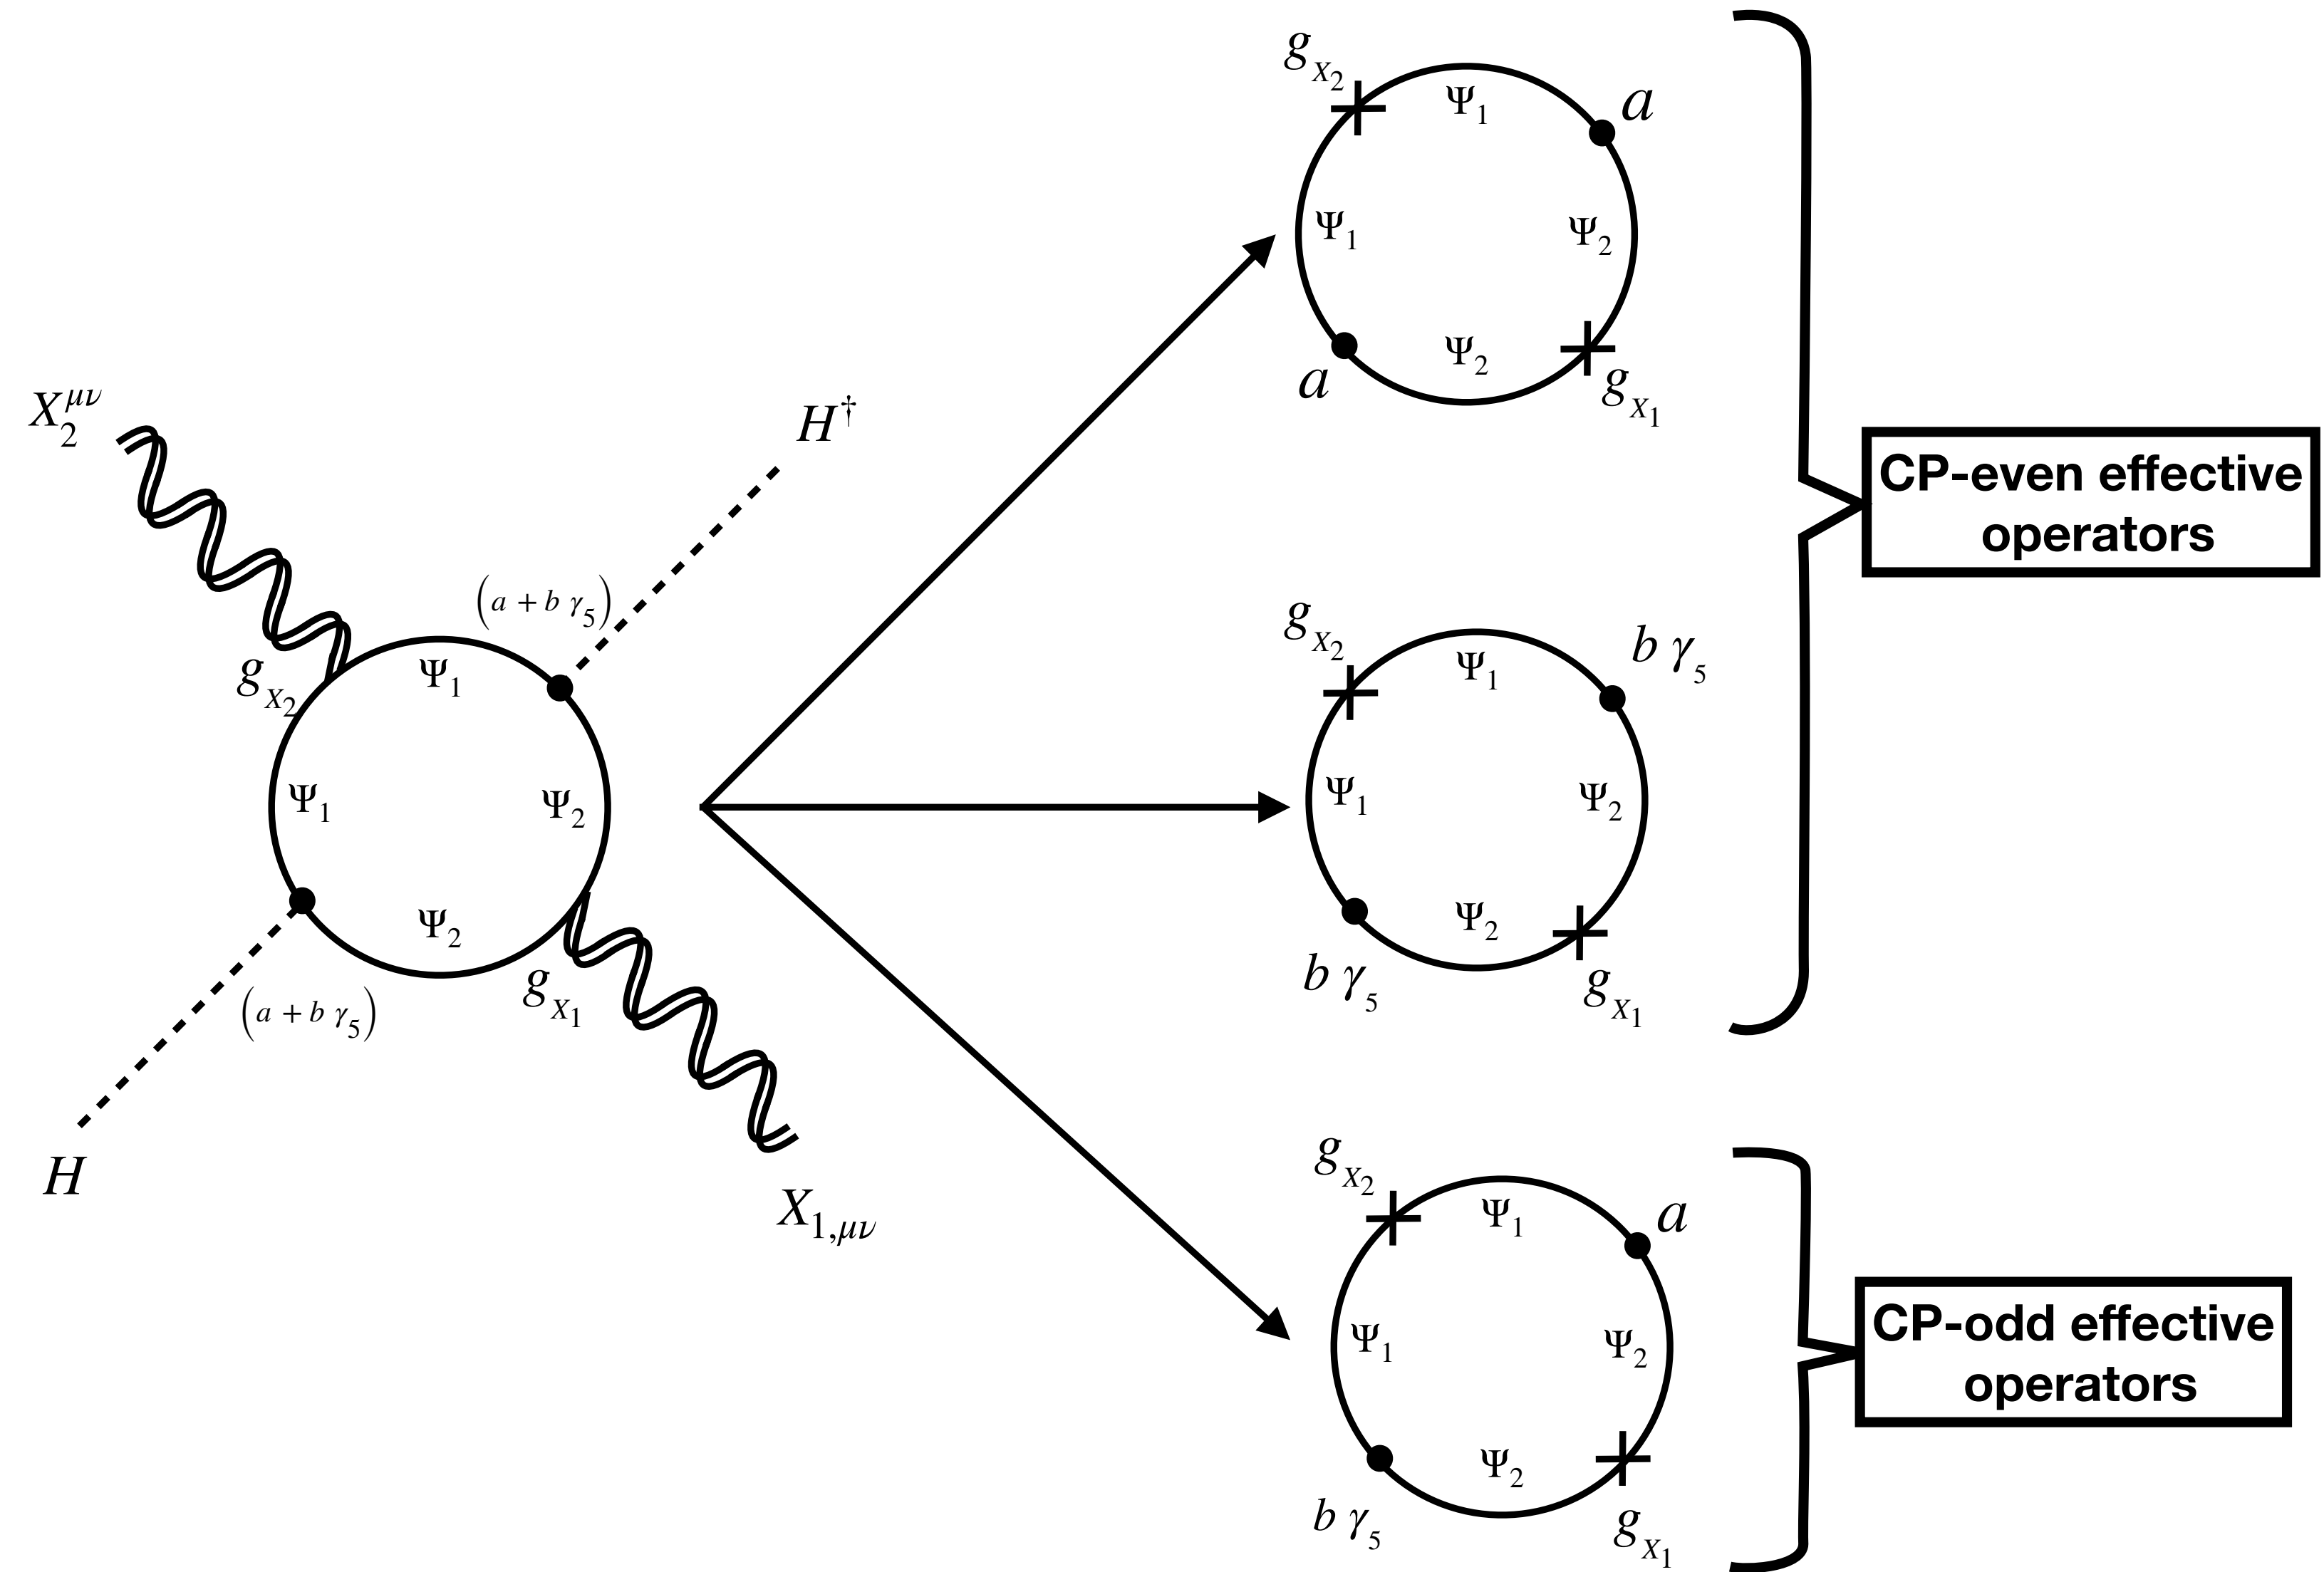 X_2^{μν}
H^†
(a + b γ_5)
g_{X_2}
Ψ_1
Ψ_1
Ψ_2
Ψ_2
(a + b γ_5)
g_{X_1}
H
X_{1,μν}
g_{X_2}
Ψ_1
a
Ψ_1
Ψ_2
a
Ψ_2
g_{X_1}
g_{X_2}
Ψ_1
b γ_5
Ψ_1
Ψ_2
b γ_5
Ψ_2
g_{X_1}
CP-even effective
operators
g_{X_2}
Ψ_1
a
Ψ_1
Ψ_2
b γ_5
Ψ_2
g_{X_1}
CP-odd effective
operators